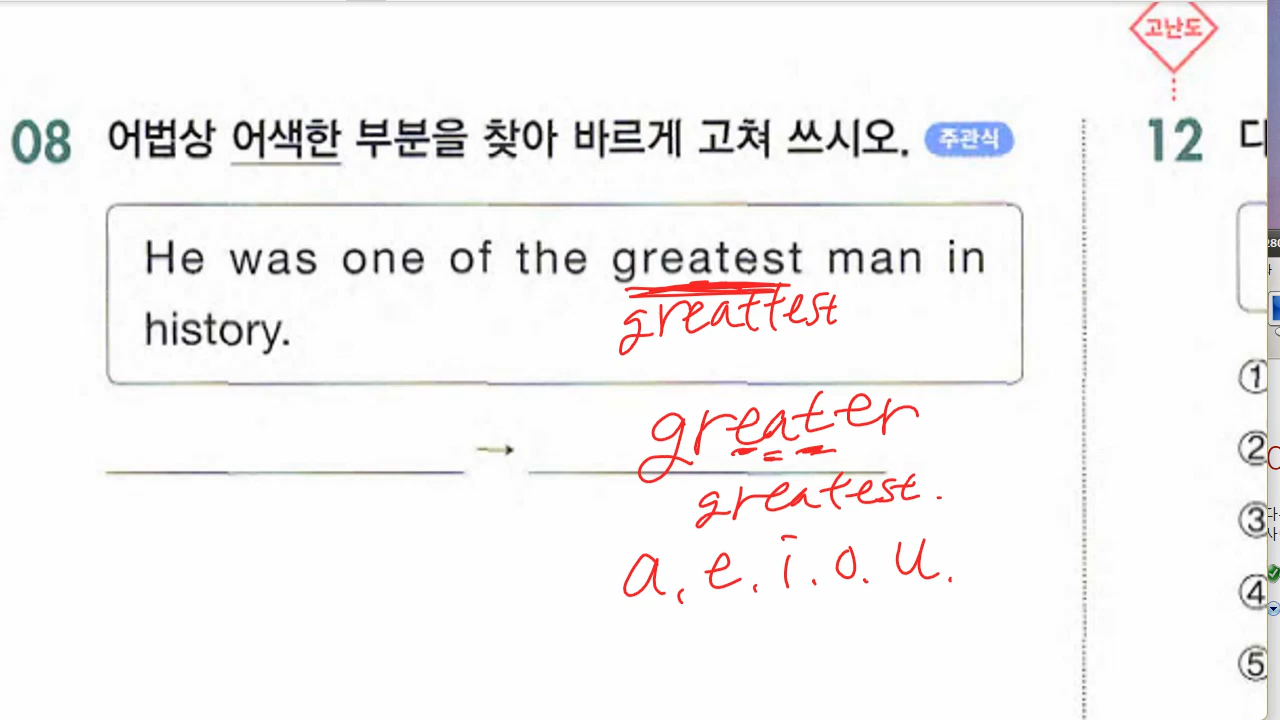 고난도
08 어법상 어색한 부분을 찾아 바르게 고쳐 쓰시오. 주관식
He was one of the greatest man in
greattest
history.
→
greater
greatest.
a, e, i, o, u.
12
①
②
③
④
⑤